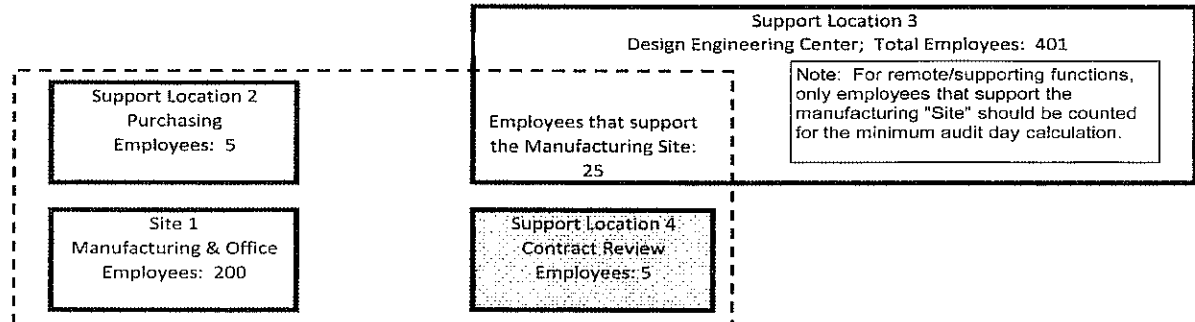 Support Location 3
Design Engineering Center; Total Employees: 401
Note: For remote/supporting functions,
only employees that support the
manufacturing "Site" should be counted
for the minimum audit day calculation.
Support Location 2
Purchasing
Employees: 5
Employees that support
the Manufacturing Site:
25
Site 1
Manufacturing & Office
Employees: 200
Support Location 4
Contract Review
Employees: 5